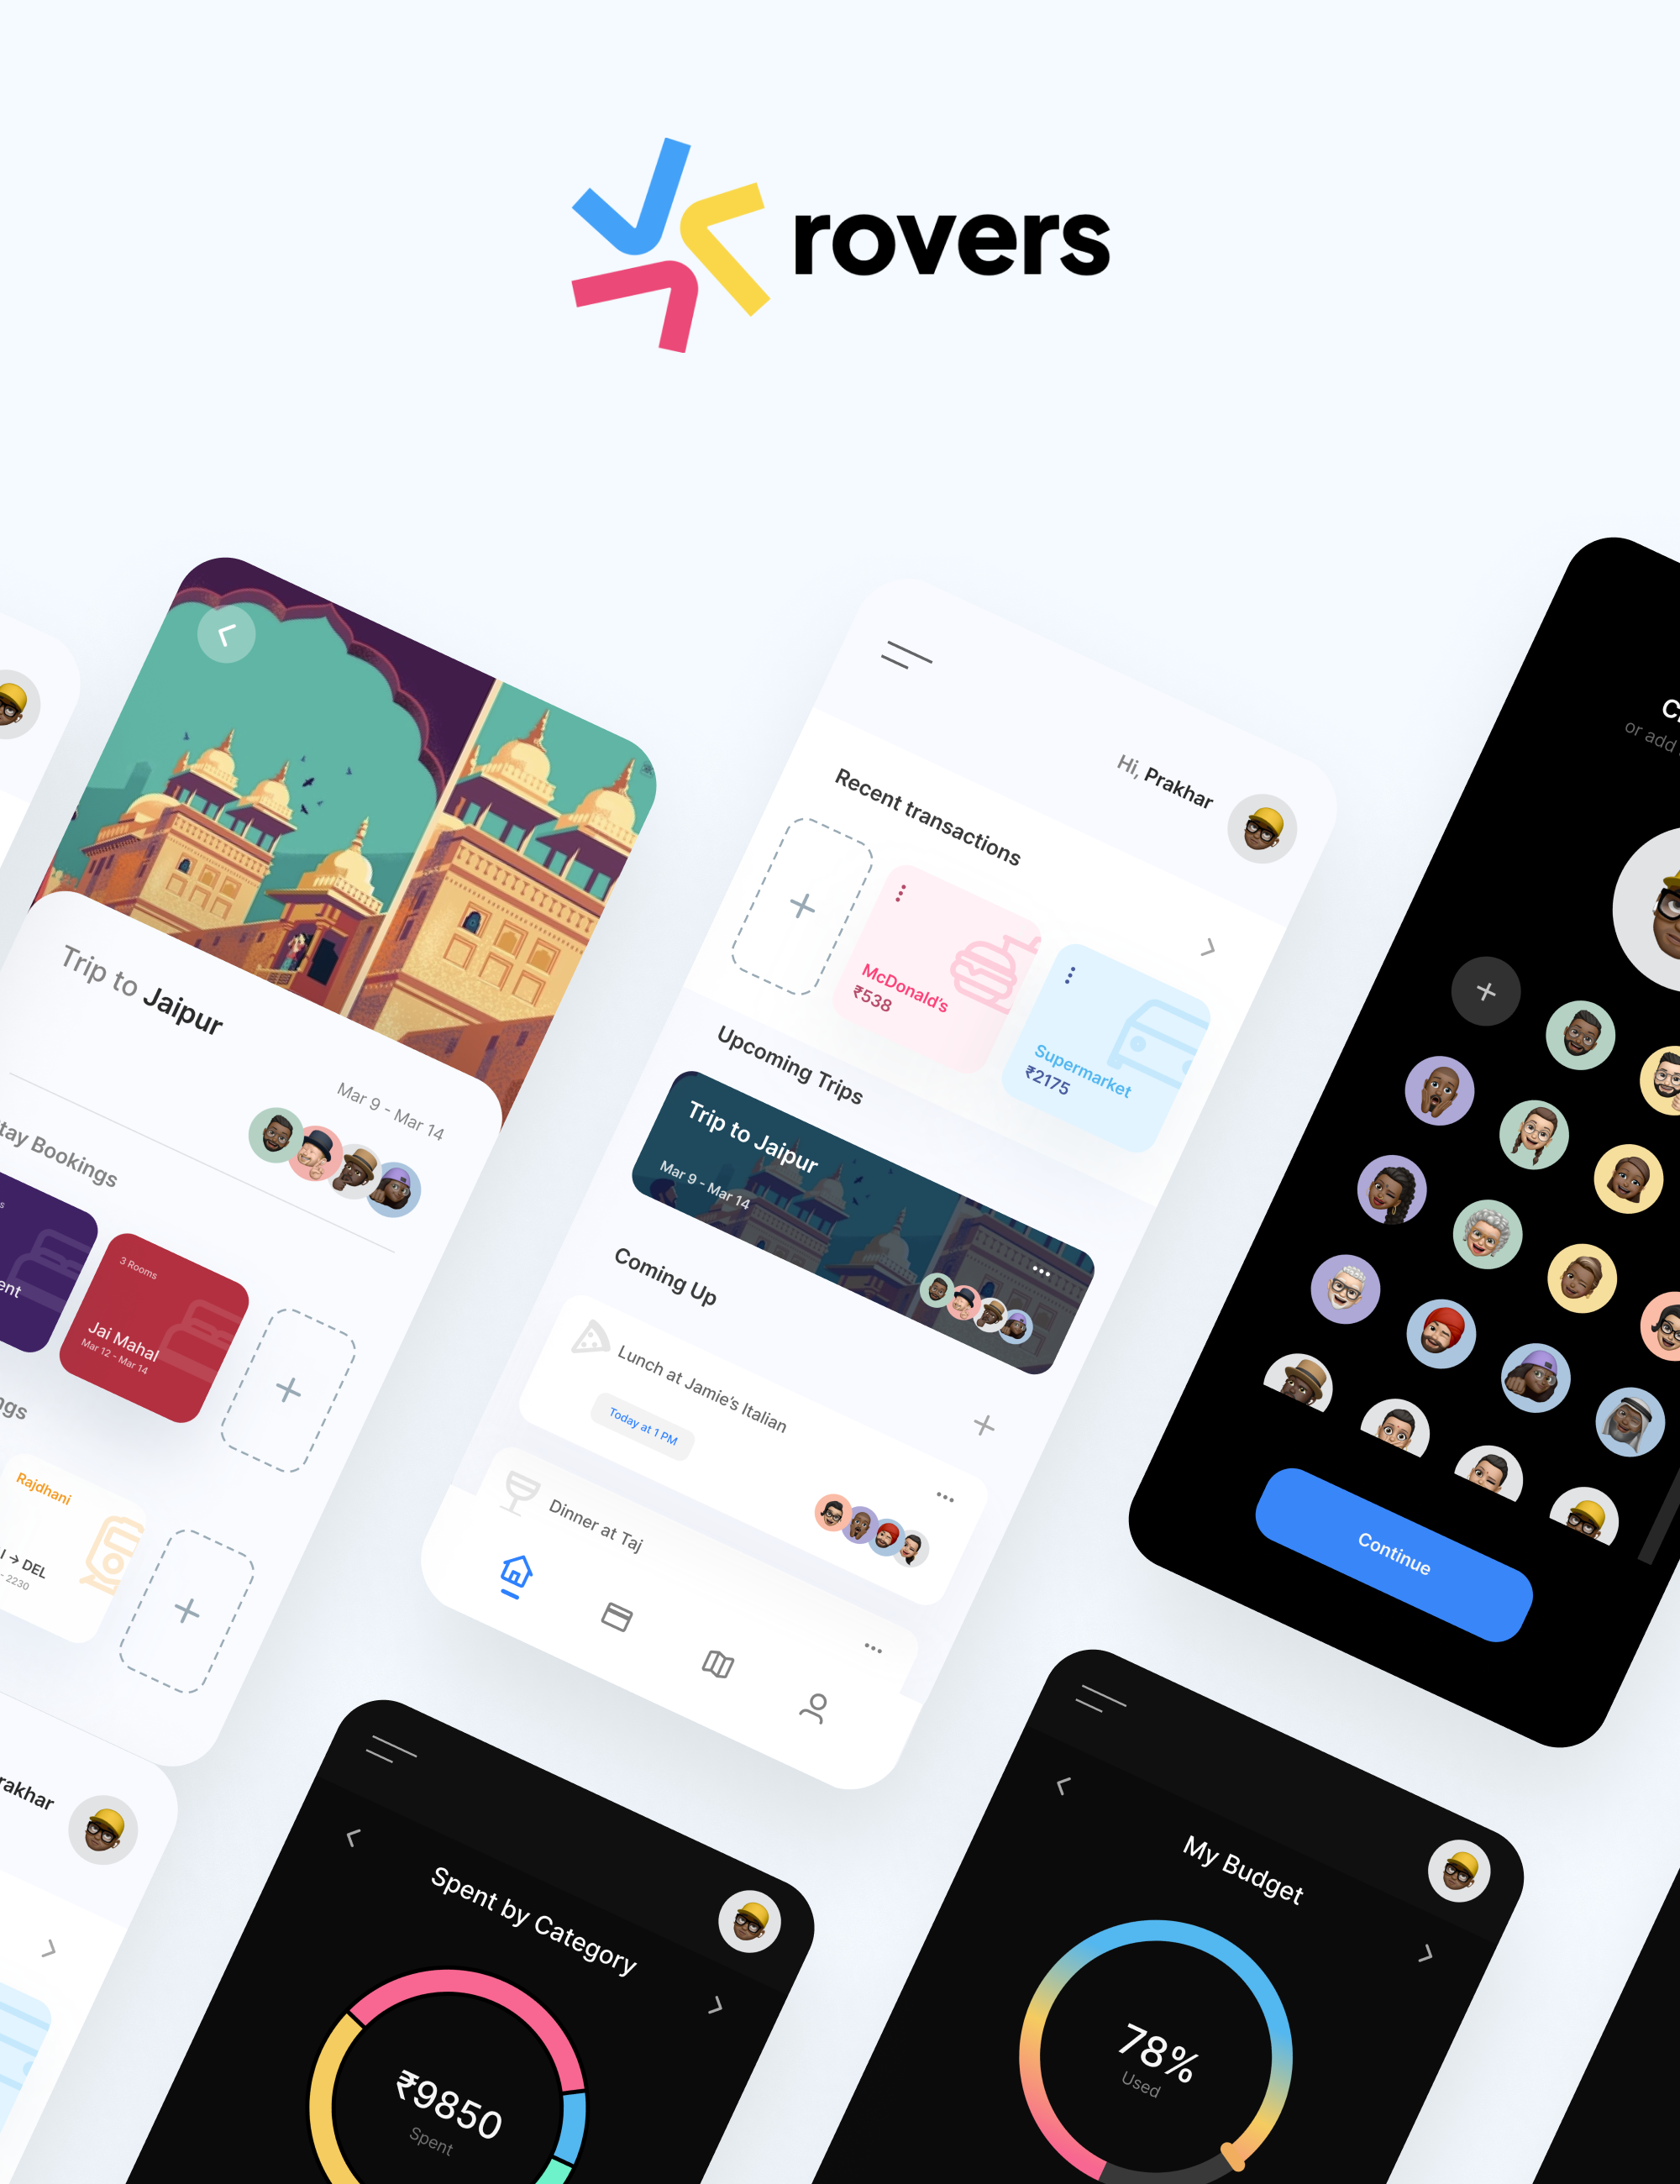 rovers
Trip to Jaipur
Mar 9 - Mar 14
Bookings
3 Rooms
Jai Mahal
Mar 12 - Mar 14
Rajdhani
→ DEL
- 2230
Hi, Prakhar
Recent transactions
McDonald's
₹538
Supermarket
₹2175
Upcoming Trips
Trip to Jaipur
Mar 9 - Mar 14
Coming Up
Lunch at Jamie's Italian
Today at 1 PM
Dinner at Taj
or add
Continue
Spent by Category
₹9850
Spent
My Budget
78%
Used